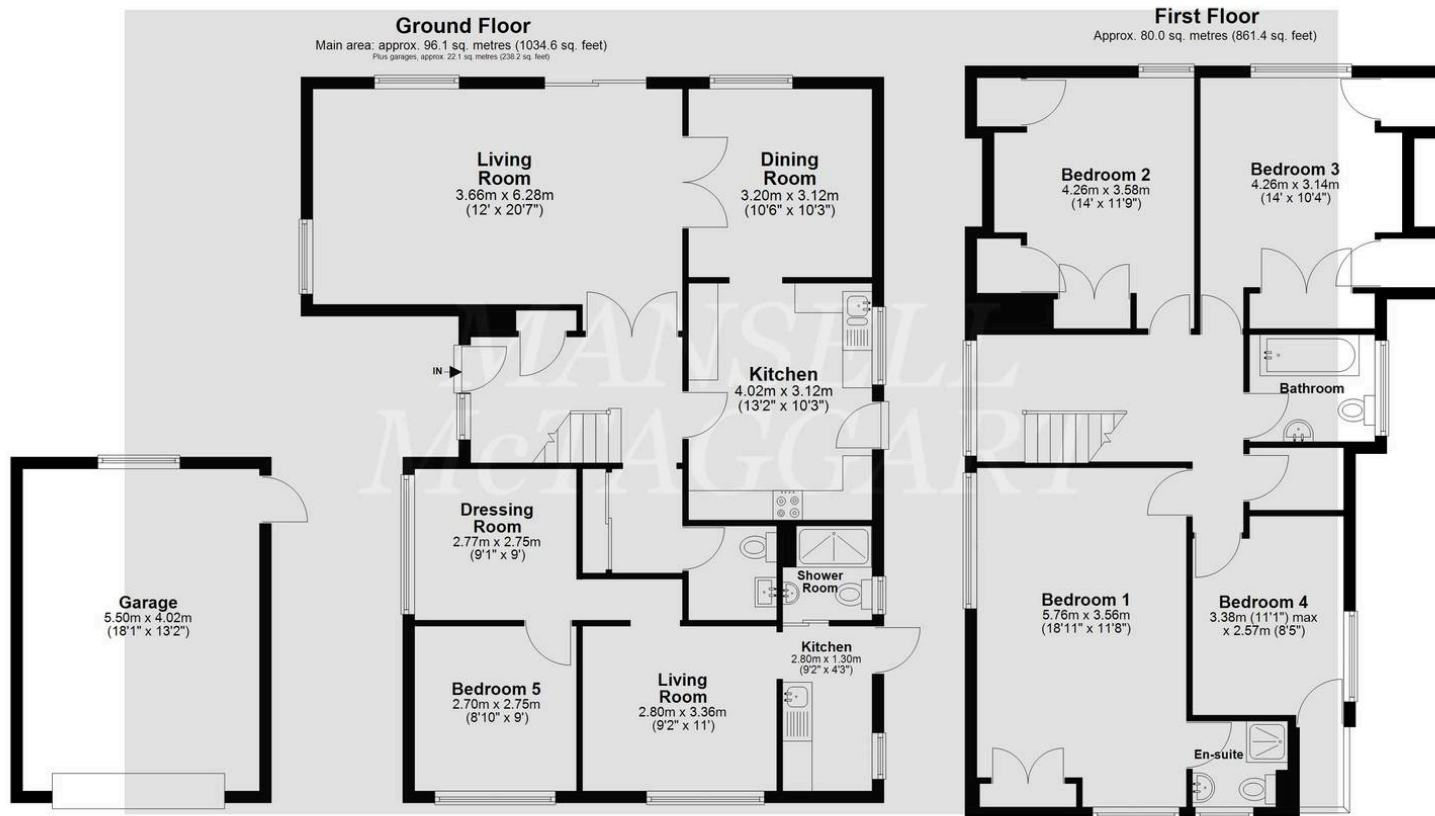 Ground Floor
Main area: approx. 96.1 sq. metres (1034.6 sq. feet)
Plus garages, approx. 22.1 sq. metres (238.2 sq. feet)
First Floor
Approx. 80.0 sq. metres (861.4 sq. feet)
Living
Room
3.66m x 6.28m
(12' x 20'7")
Dining
Room
3.20m x 3.12m
(10'6" x 10'3")
Bedroom 2
4.26m x 3.58m
(14' x 11'9")
Bedroom 3
4.26m x 3.14m
(14' x 10'4")
MANSELL
McTAGGART
IN
Kitchen
4.02m x 3.12m
(13'2" x 10'3")
Bathroom
Dressing
Room
2.77m x 2.75m
(9'1" x 9')
Shower
Room
Garage
5.50m x 4.02m
(18'1" x 13'2")
Bedroom 1
5.76m x 3.56m
(18'11" x 11'8")
Bedroom 4
3.38m (11'1") max
x 2.57m (8'5")
Kitchen
2.80m x 1.30m
(9'2" x 4'3")
Bedroom 5
2.70m x 2.75m
(8'10" x 9')
Living
Room
2.80m x 3.36m
(9'2" x 11')
En-suite